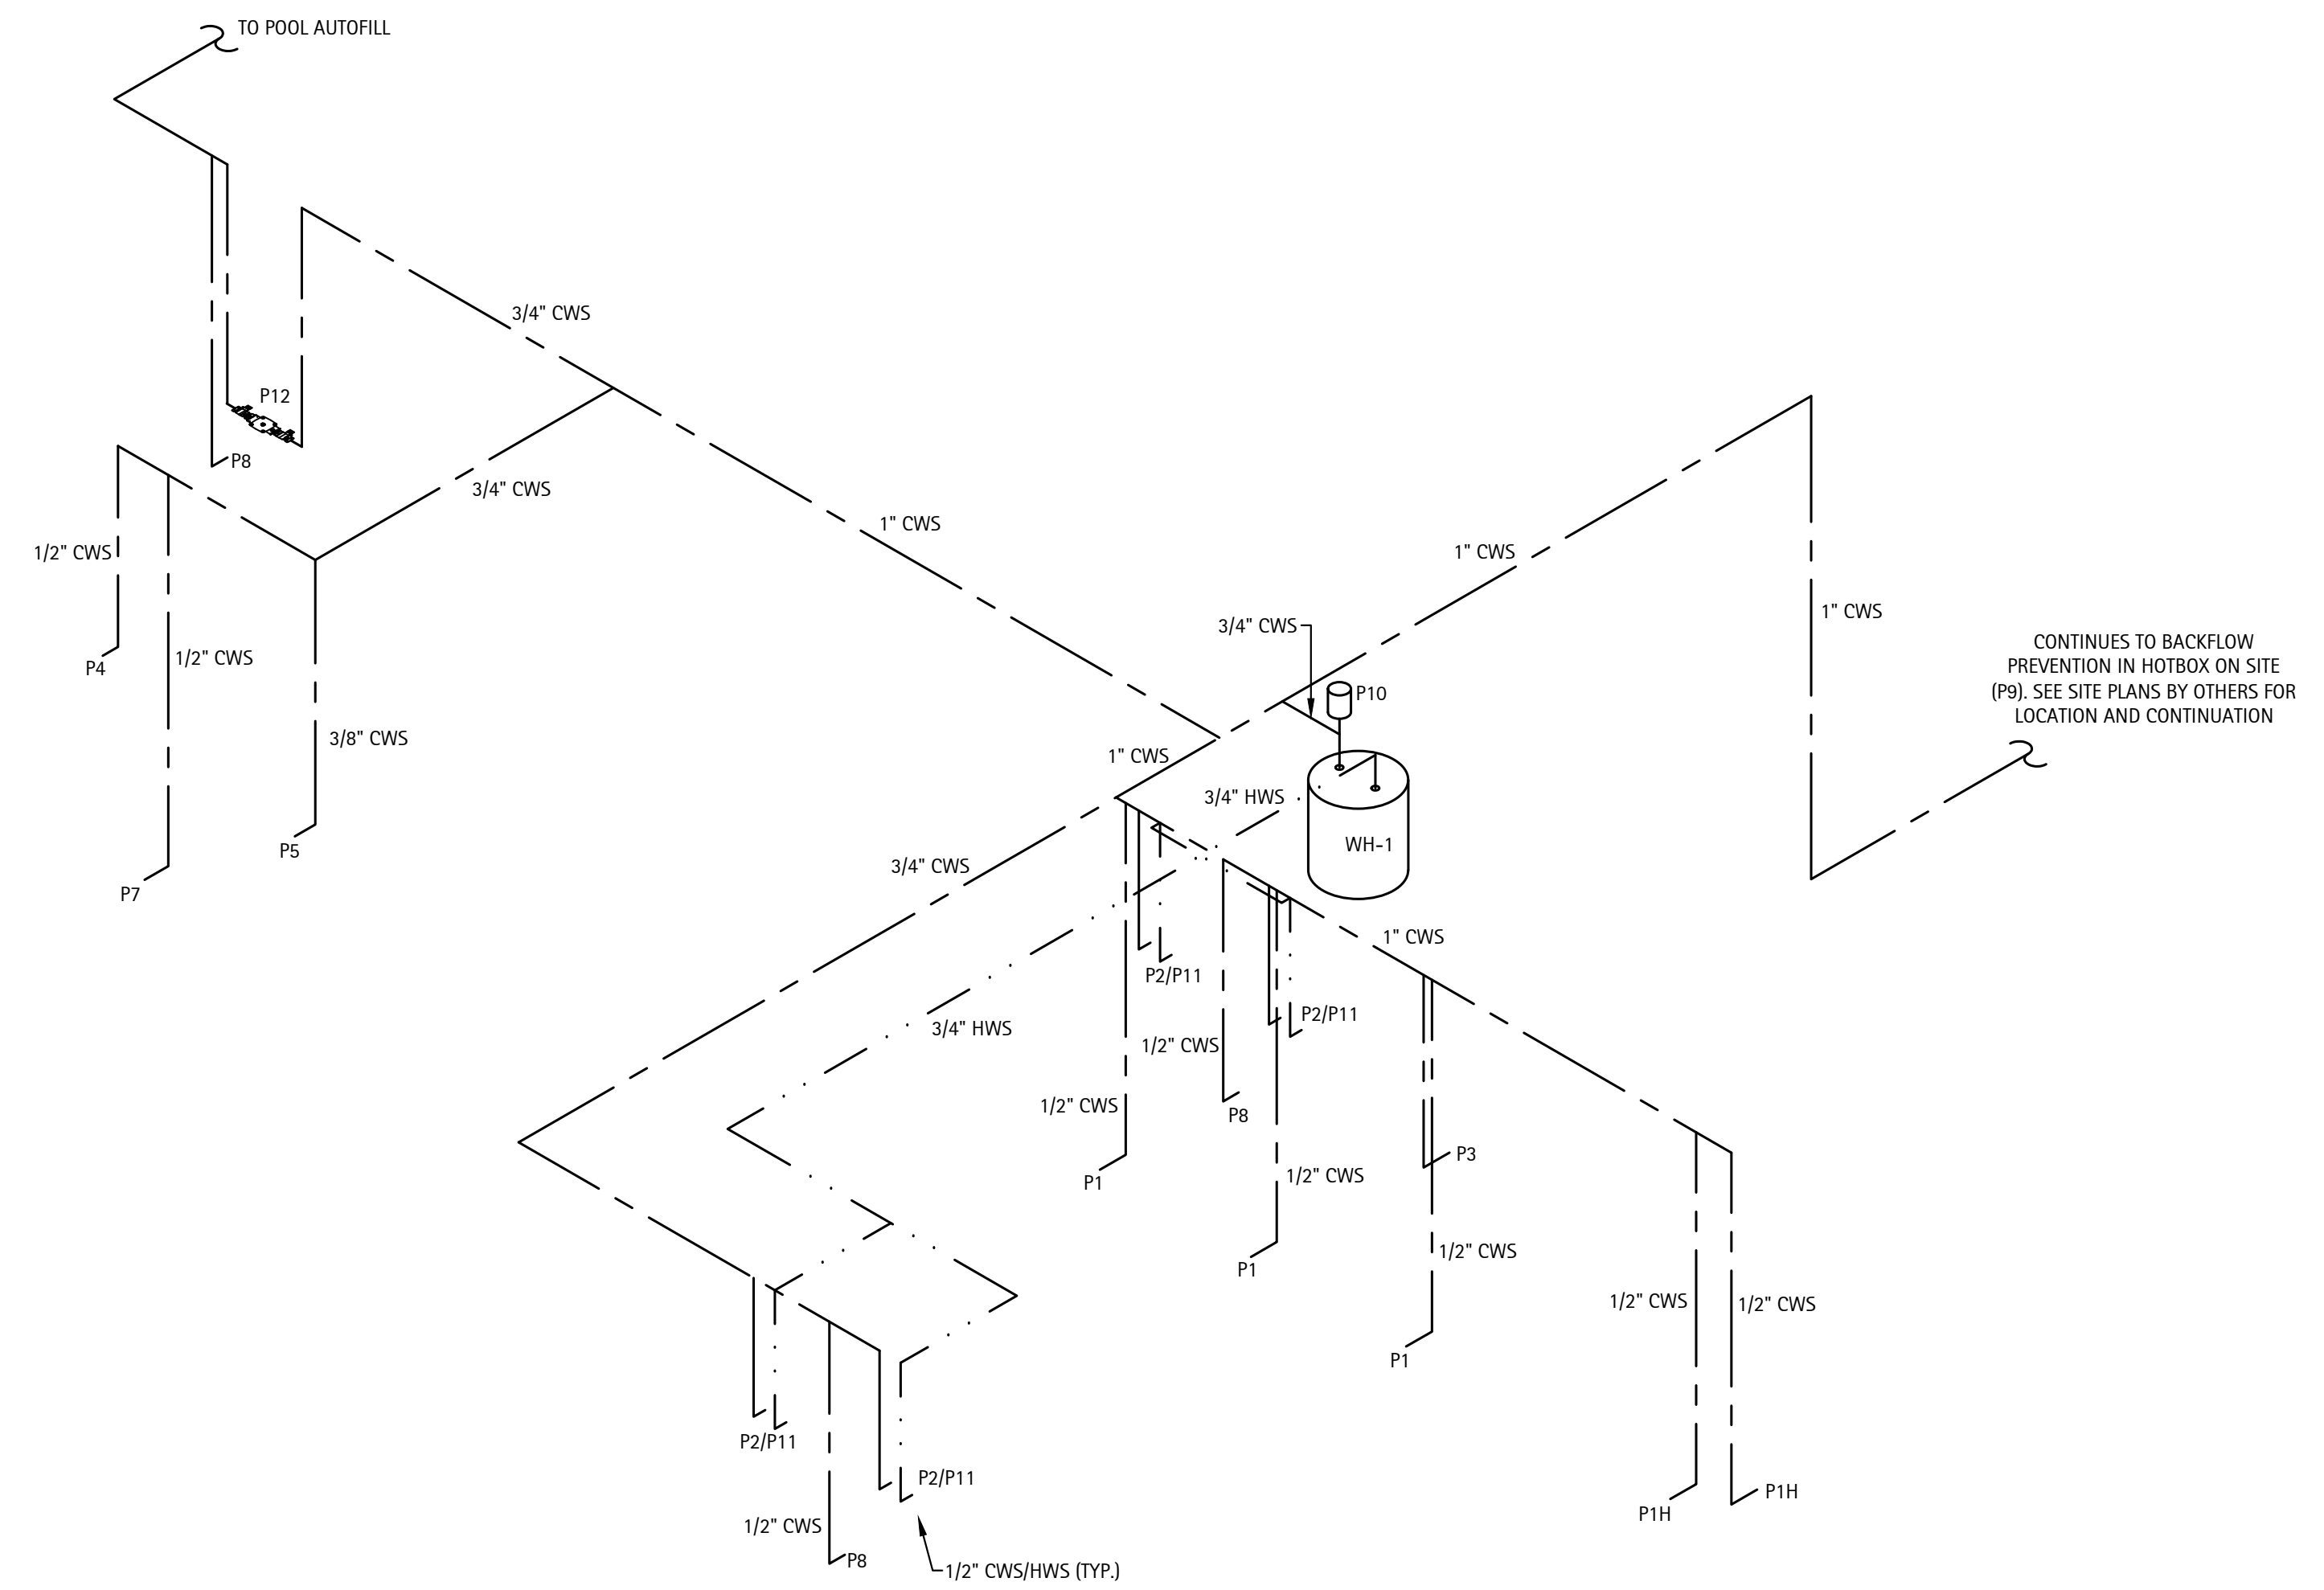 TO POOL AUTOFILL
3/4" CWS
P12
P8
3/4" CWS
1" CWS
1/2" CWS
P4
1/2" CWS
P7
3/8" CWS
P5
1" CWS
3/4" CWS
P10
1" CWS
CONTINUES TO BACKFLOW
PREVENTION IN HOTBOX ON SITE
(P9). SEE SITE PLANS BY OTHERS FOR
LOCATION AND CONTINUATION
1" CWS
3/4" HWS
WH-1
3/4" CWS
1" CWS
P2/P11
P2/P11
3/4" HWS
1/2" CWS
P8
1/2" CWS
P1
P3
1/2" CWS
P1
1/2" CWS
P1
1/2" CWS
1/2" CWS
P1H
P1H
P2/P11
P2/P11
1/2" CWS
P8
1/2" CWS/HWS (TYP.)